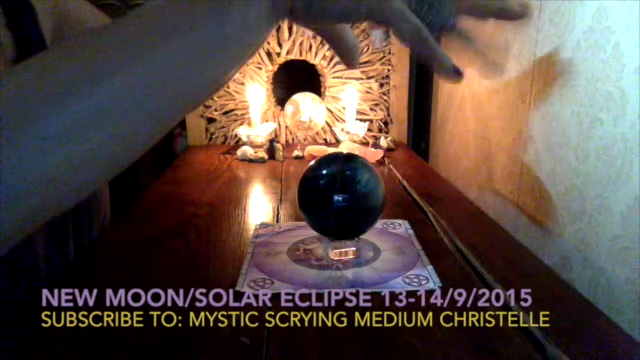 NEW MOON/SOLAR ECLIPSE 13-14/9/2015
SUBSCRIBE TO: MYSTIC SCRYING MEDIUM CHRISTELLE